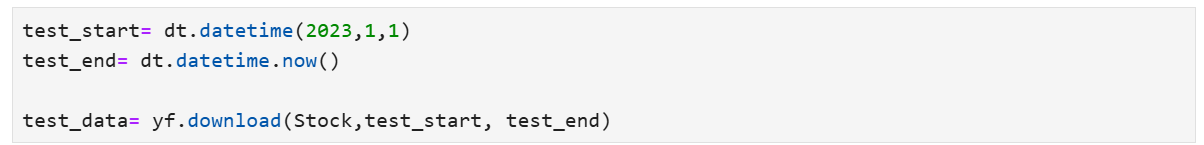 test_start= dt.datetime(2023,1,1)
test_end= dt.datetime.now()
test_data= yf.download(Stock,test_start, test_end)